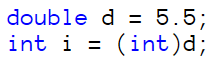 double d = 5.5;
int i = (int)d;